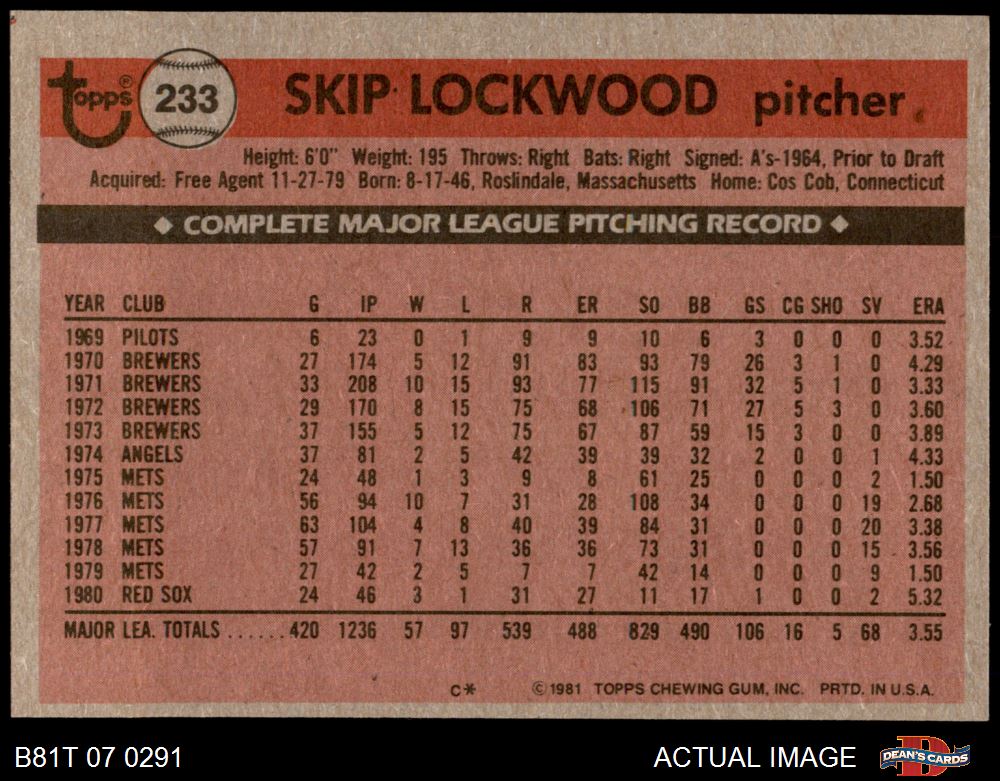 Topps® 233 SKIP LOCKWOOD pitcher
Height: 6'0" Weight: 195 Throws: Right Bats: Right Signed: A's-1964, Prior to Draft
Acquired: Free Agent 11-27-79 Born: 8-17-46, Roslindale, Massachusetts Home: Cos Cob, Connecticut
◆ COMPLETE MAJOR LEAGUE PITCHING RECORD ◆
YEAR CLUB G IP W L R ER SO BB GS CG SHO SV ERA
1969 PILOTS 6 23 0 1 9 9 10 6 3 0 0 0 3.52
1970 BREWERS 27 174 5 12 91 83 93 79 26 3 1 0 4.29
1971 BREWERS 33 208 10 15 93 77 115 91 32 5 1 0 3.33
1972 BREWERS 29 170 8 15 75 68 106 71 27 5 3 0 3.60
1973 BREWERS 37 155 5 12 75 67 87 59 15 3 0 0 3.89
1974 ANGELS 37 81 2 5 42 39 39 32 2 0 0 1 4.33
1975 METS 24 48 1 3 9 8 61 25 0 0 0 2 1.50
1976 METS 56 94 10 7 31 28 108 34 0 0 0 19 2.68
1977 METS 63 104 4 8 40 39 84 31 0 0 0 20 3.38
1978 METS 57 91 7 13 36 36 73 31 0 0 0 15 3.56
1979 METS 27 42 2 5 7 7 42 14 0 0 0 9 1.50
1980 RED SOX 24 46 3 1 31 27 11 17 1 0 0 2 5.32
MAJOR LEA. TOTALS ...... 420 1236 57 97 539 488 829 490 106 16 5 68 3.55
C* ©1981 TOPPS CHEWING GUM, INC. PRTD. IN U.S.A.
B81T 07 0291 ACTUAL IMAGE DEAN'S CARDS